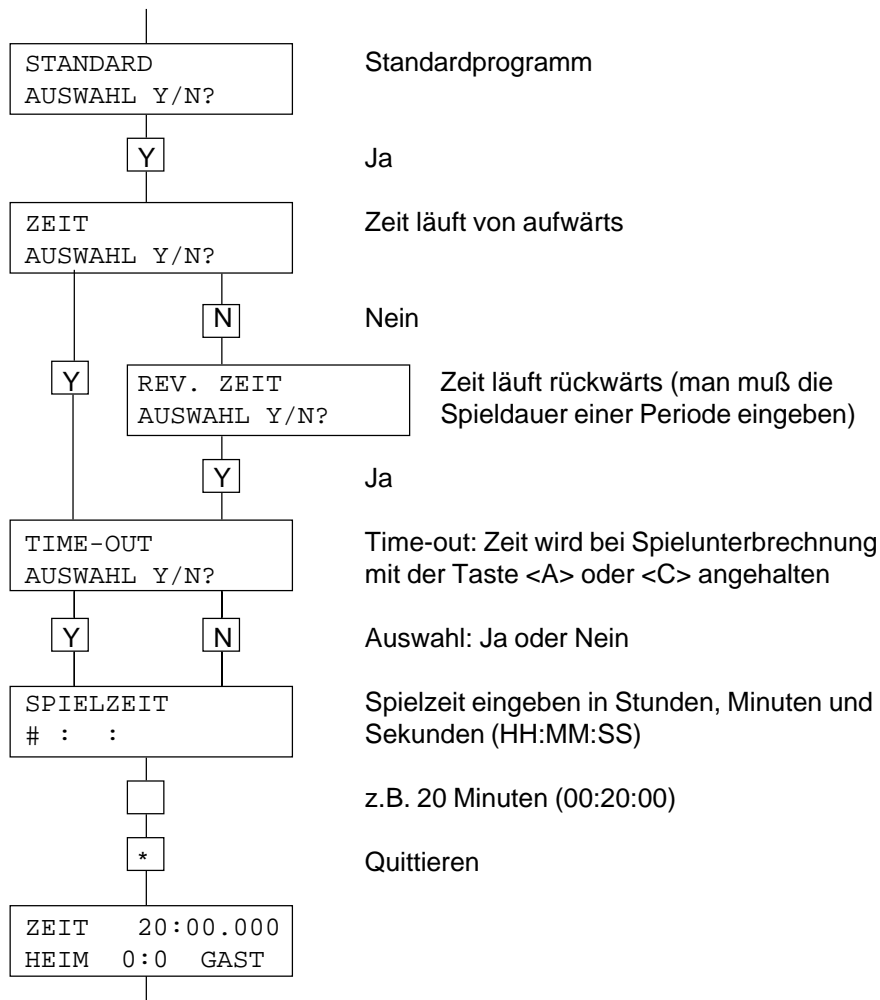 STANDARD
AUSWAHL Y/N?
Standardprogramm
Y
Ja
ZEIT
AUSWAHL Y/N?
Zeit läuft von aufwärts
N
Nein
Y
REV. ZEIT
AUSWAHL Y/N?
Zeit läuft rückwärts (man muß die
Spieldauer einer Periode eingeben)
Y
Ja
TIME-OUT
AUSWAHL Y/N?
Time-out: Zeit wird bei Spielunterbrechnung
mit der Taste <A> oder <C> angehalten
Y
N
Auswahl: Ja oder Nein
SPIELZEIT
# : :
Spielzeit eingeben in Stunden, Minuten und
Sekunden (HH:MM:SS)
z.B. 20 Minuten (00:20:00)
*
Quittieren
ZEIT 20:00.000
HEIM 0:0 GAST